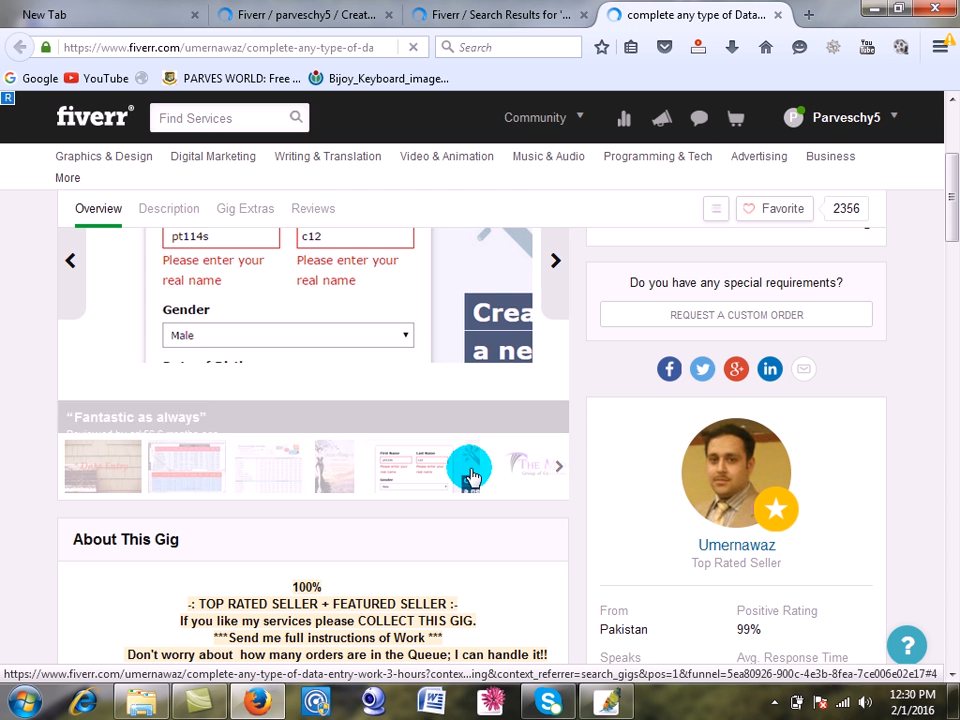 New Tab
Fiverr / parveschy5 / Creat...
Fiverr / Search Results for '...
complete any type of Data...
https://www.fiverr.com/umernawaz/complete-any-type-of-da
Search
You
Tube
Google
YouTube
PARVES WORLD: Free ...
Bijoy_Keyboard_image...
R
fiverr®
Find Services
Community
P
Parveschy5
Graphics & Design
Digital Marketing
Writing & Translation
Video & Animation
Music & Audio
Programming & Tech
Advertising
Business
More
Overview
Description
Gig Extras
Reviews
Favorite
2356
pt114s
c12
Please enter your
real name
Please enter your
real name
Gender
Male
Crea
a ne
Do you have any special requirements?
REQUEST A CUSTOM ORDER
“Fantastic as always”
First Name
Last Name
Gender
THE
Umernawaz
Top Rated Seller
About This Gig
100%
-: TOP RATED SELLER + FEATURED SELLER :-
If you like my services please COLLECT THIS GIG.
***Send me full instructions of Work ***
Don't worry about how many orders are in the Queue; I can handle it!!
From
Pakistan
Positive Rating
99%
Speaks
Avg. Response Time
?
https://www.fiverr.com/umernawaz/complete-any-type-of-data-entry-work-3-hours?contex...ing&context_referrer=search_gigs&pos=1&funnel=5ea80926-900c-4e3b-8fea-7ce006e02e17#4
12:30 PM
2/1/2016